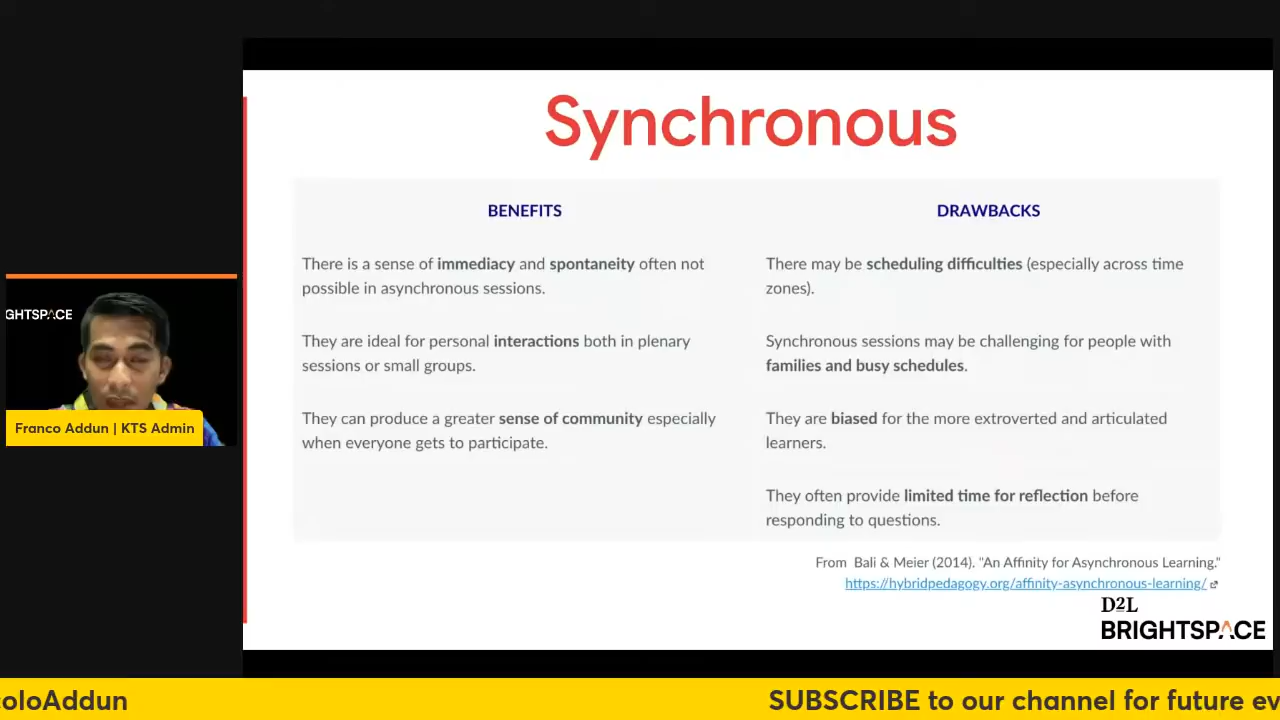 Synchronous
BENEFITS
There is a sense of immediacy and spontaneity often not
possible in asynchronous sessions.
They are ideal for personal interactions both in plenary
sessions or small groups.
They can produce a greater sense of community especially
when everyone gets to participate.
DRAWBACKS
There may be scheduling difficulties (especially across time
zones).
Synchronous sessions may be challenging for people with
families and busy schedules.
They are biased for the more extroverted and articulated
learners.
They often provide limited time for reflection before
responding to questions.
From Bali & Meier (2014). "An Affinity for Asynchronous Learning."
https://hybridpedagogy.org/affinity-asynchronous-learning/
D2L
BRIGHTSPACE
GHTSPACE
Franco Addun | KTS Admin
coloAddun
SUBSCRIBE to our channel for future ev